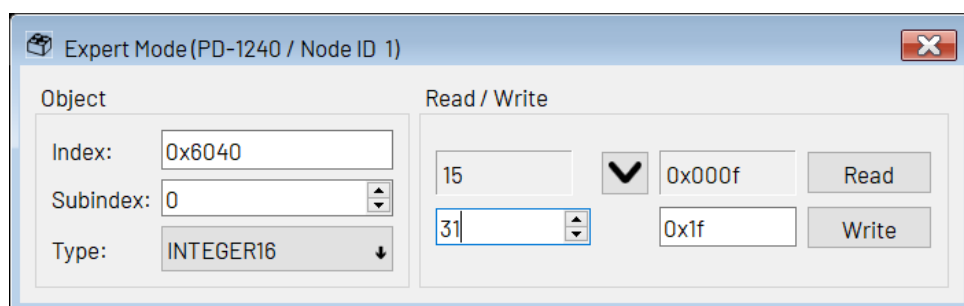 Expert Mode (PD-1240 / Node ID 1)
Object
Index: 0x6040
Subindex: 0
Type: INTEGER16
Read / Write
15 0x000f Read
31 0x1f Write